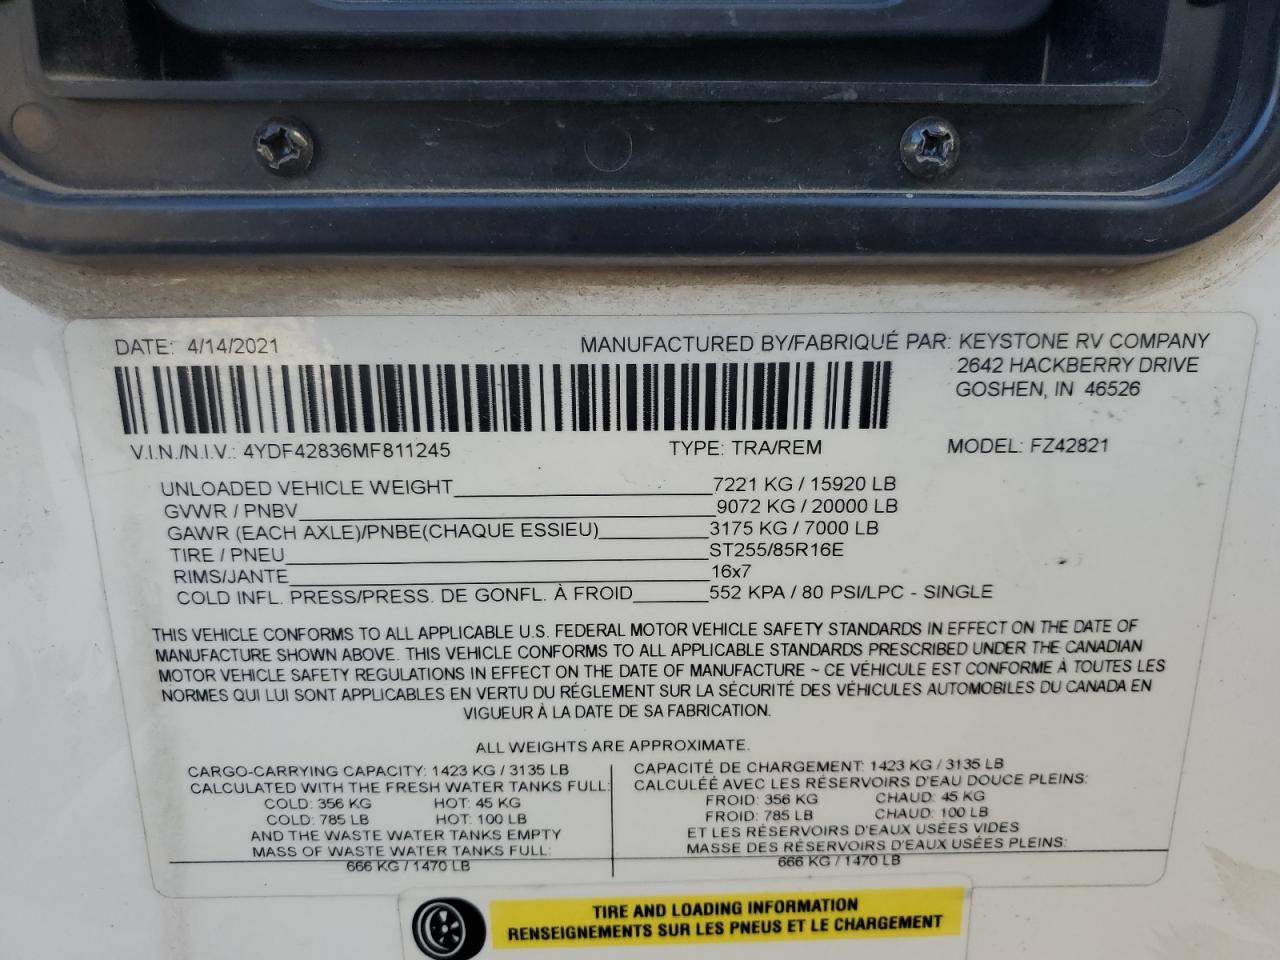 DATE: 4/14/2021
MANUFACTURED BY/FABRIQUÉ PAR: KEYSTONE RV COMPANY
2642 HACKBERRY DRIVE
GOSHEN, IN 46526
V.I.N./N.I.V.: 4YDF42836MF811245 TYPE: TRA/REM MODEL: FZ42821
UNLOADED VEHICLE WEIGHT 7221 KG / 15920 LB
GVWR / PNBV 9072 KG / 20000 LB
GAWR (EACH AXLE)/PNBE(CHAQUE ESSIEU) 3175 KG / 7000 LB
TIRE / PNEU ST255/85R16E
RIMS/JANTE 16x7
COLD INFL. PRESS/PRESS. DE GONFL. À FROID 552 KPA / 80 PSI/LPC - SINGLE
THIS VEHICLE CONFORMS TO ALL APPLICABLE U.S. FEDERAL MOTOR VEHICLE SAFETY STANDARDS IN EFFECT ON THE DATE OF
MANUFACTURE SHOWN ABOVE. THIS VEHICLE CONFORMS TO ALL APPLICABLE STANDARDS PRESCRIBED UNDER THE CANADIAN
MOTOR VEHICLE SAFETY REGULATIONS IN EFFECT ON THE DATE OF MANUFACTURE ~ CE VÉHICULE EST CONFORME À TOUTES LES
NORMES QUI LUI SONT APPLICABLES EN VERTU DU RÉGLEMENT SUR LA SÉCURITÉ DES VÉHICULES AUTOMOBILES DU CANADA EN
VIGUEUR À LA DATE DE SA FABRICATION.
ALL WEIGHTS ARE APPROXIMATE.
CARGO-CARRYING CAPACITY: 1423 KG / 3135 LB
CALCULATED WITH THE FRESH WATER TANKS FULL:
COLD: 356 KG HOT: 45 KG
COLD: 785 LB HOT: 100 LB
AND THE WASTE WATER TANKS EMPTY
MASS OF WASTE WATER TANKS FULL:
666 KG / 1470 LB
CAPACITÉ DE CHARGEMENT: 1423 KG / 3135 LB
CALCULÉE AVEC LES RÉSERVOIRS D'EAU DOUCE PLEINS:
FROID: 356 KG CHAUD: 45 KG
FROID: 785 LB CHAUD: 100 LB
ET LES RÉSERVOIRS D'EAUX USÉES VIDES
MASSE DES RÉSERVOIRS D'EAUX USÉES PLEINS:
666 KG / 1470 LB
TIRE AND LOADING INFORMATION
RENSEIGNEMENTS SUR LES PNEUS ET LE CHARGEMENT